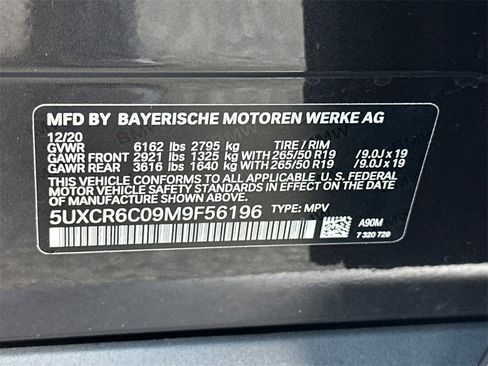 MFD BY BAYERISCHE MOTOREN WERKE AG
12/20
GVWR 6162 lbs 2795 kg TIRE / RIM
GAWR FRONT 2921 lbs 1325 kg 265/50 R19 /9.0J x 19
GAWR REAR 3616 lbs 1640 kg 265/50 R19 /9.0J x 19
THIS VEHICLE CONFORMS TO ALL APPLICABLE U. S. FEDERAL
MOTOR VEHICLE SAFETY STANDARDS IN EFFECT ON THE DATE OF
MANUFACTURE SHOWN ABOVE.
5UXCR6C09M9F56196 TYPE: MPV
A90M
7 320 729